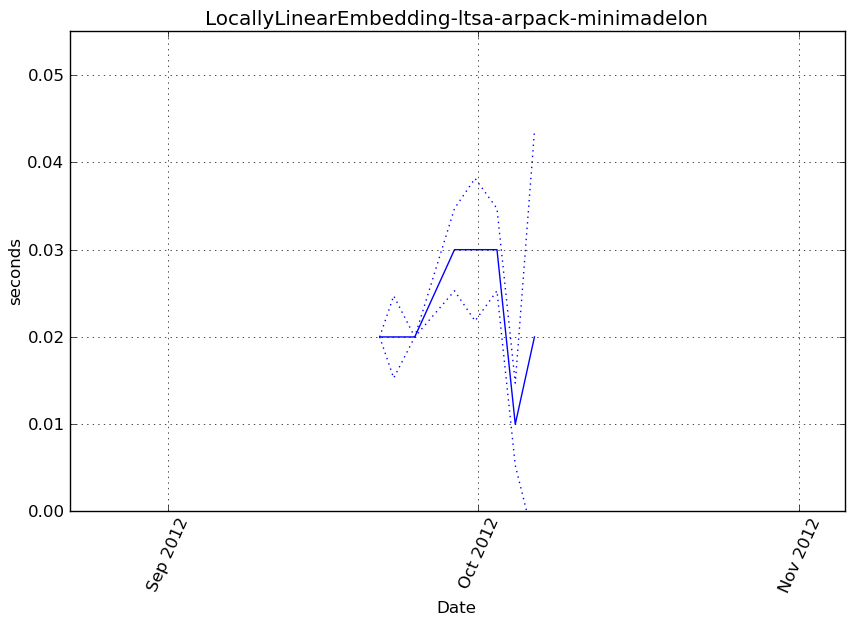 LocallyLinearEmbedding-ltsa-arpack-minimadelon
0.05
0.04
0.03
0.02
0.01
0.00
seconds
Sep 2012
Oct 2012
Nov 2012
Date